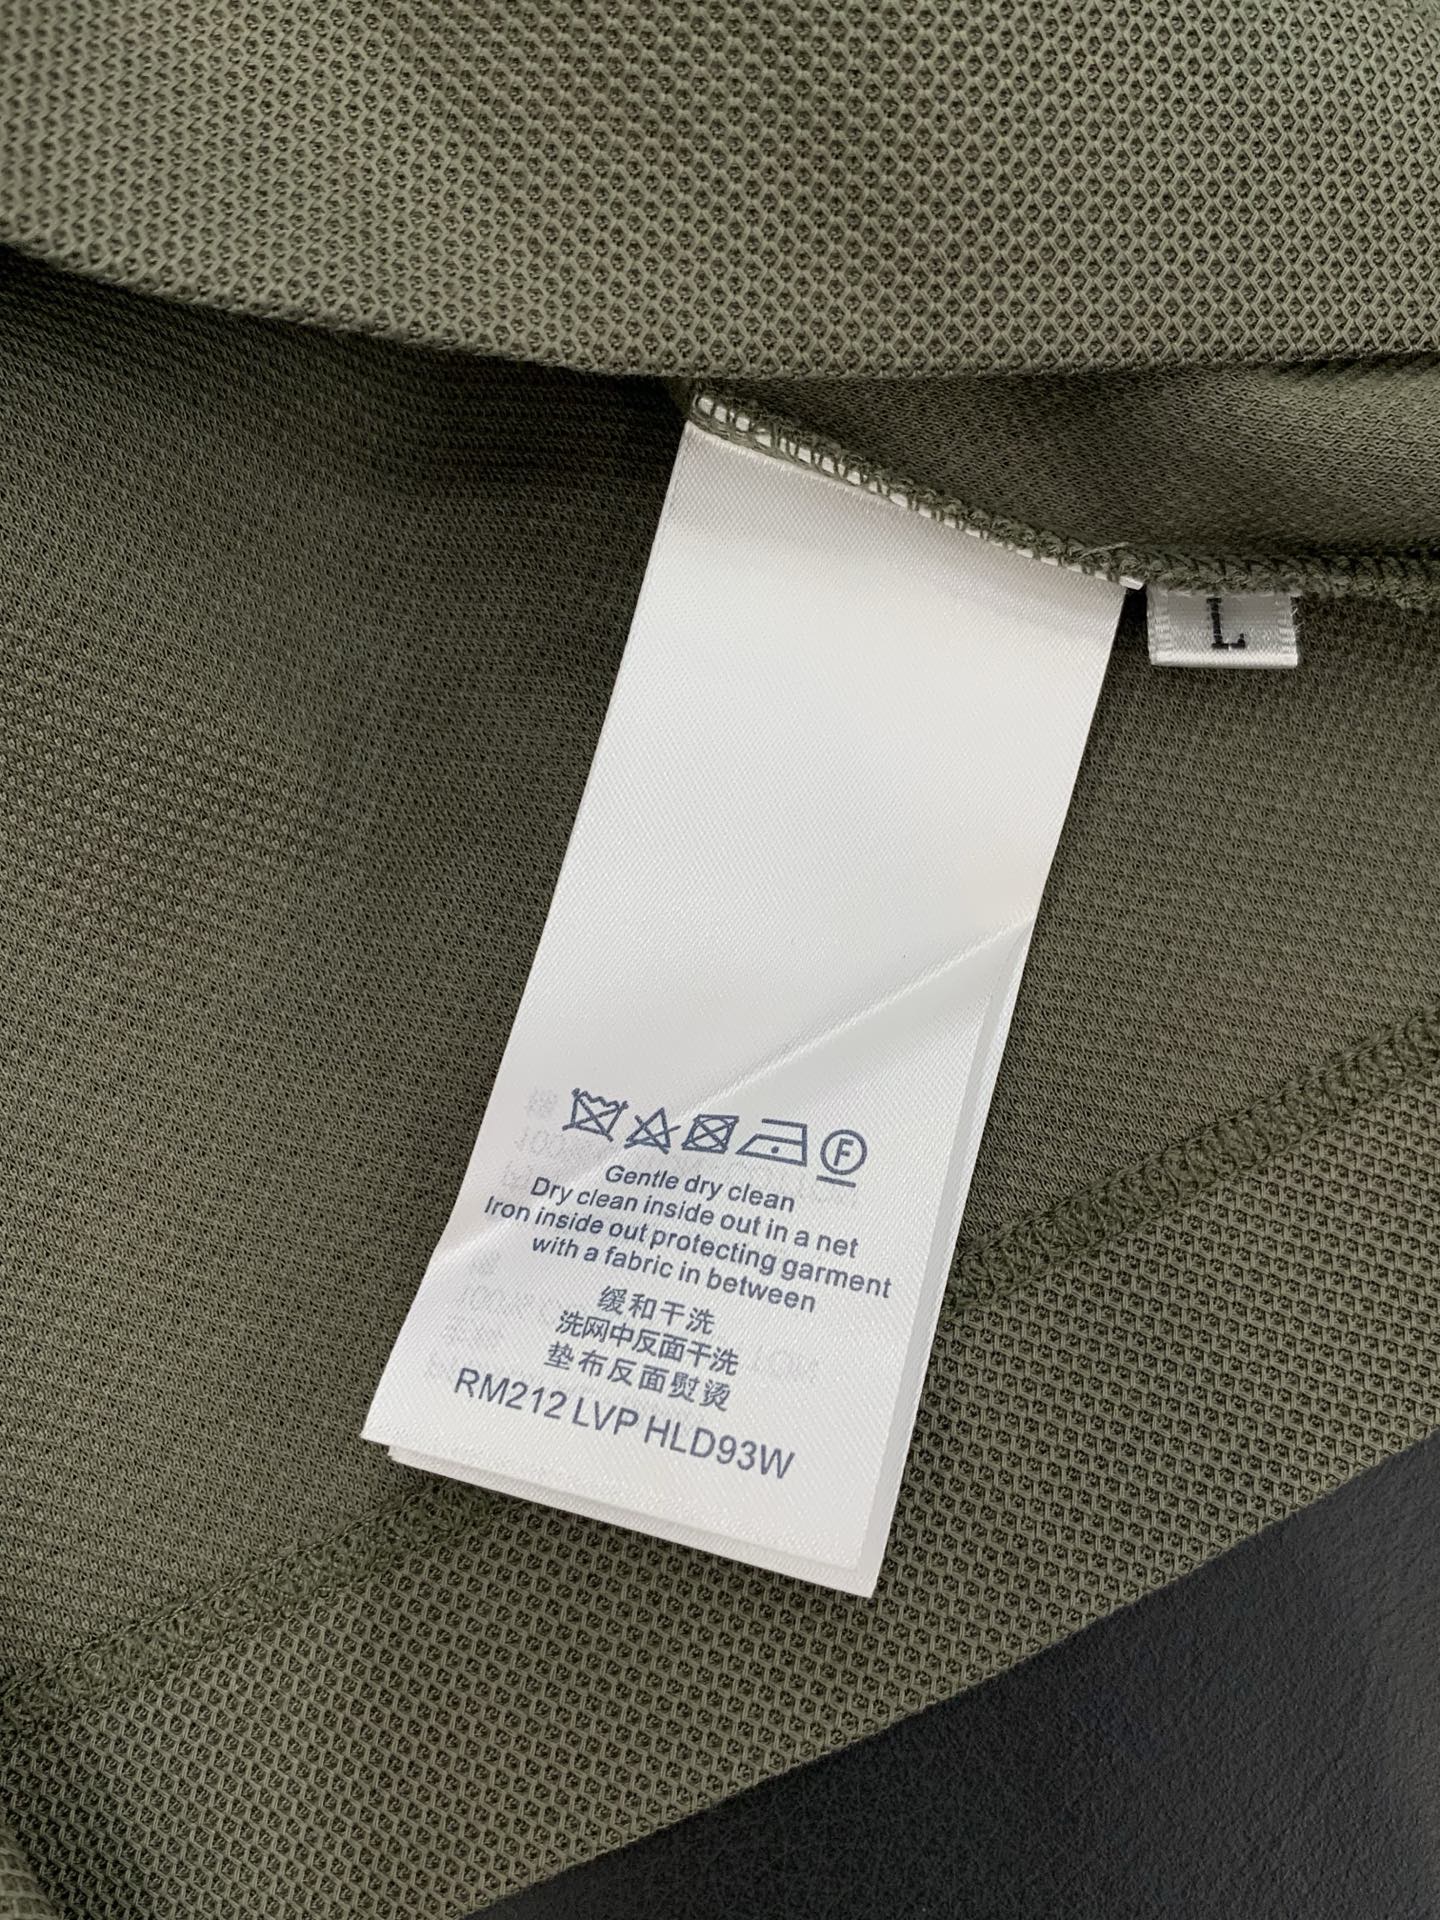 L
F
Gentle dry clean
Dry clean inside out in a net
Iron inside out protecting garment
with a fabric in between
缓和干洗
洗网中反面干洗
垫布反面熨烫
RM212 LVP HLD93W